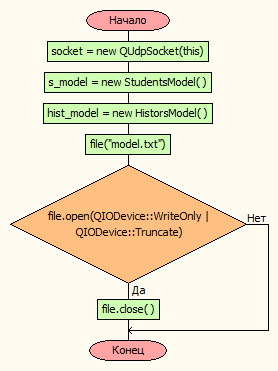 Начало
socket = new QUdpSocket(this)
s_model = new StudentsModel( )
hist_model = new HistorsModel( )
file("model.txt")
file.open(QIODevice::WriteOnly |
QIODevice::Truncate)
Нет
Да
file.close( )
Конец